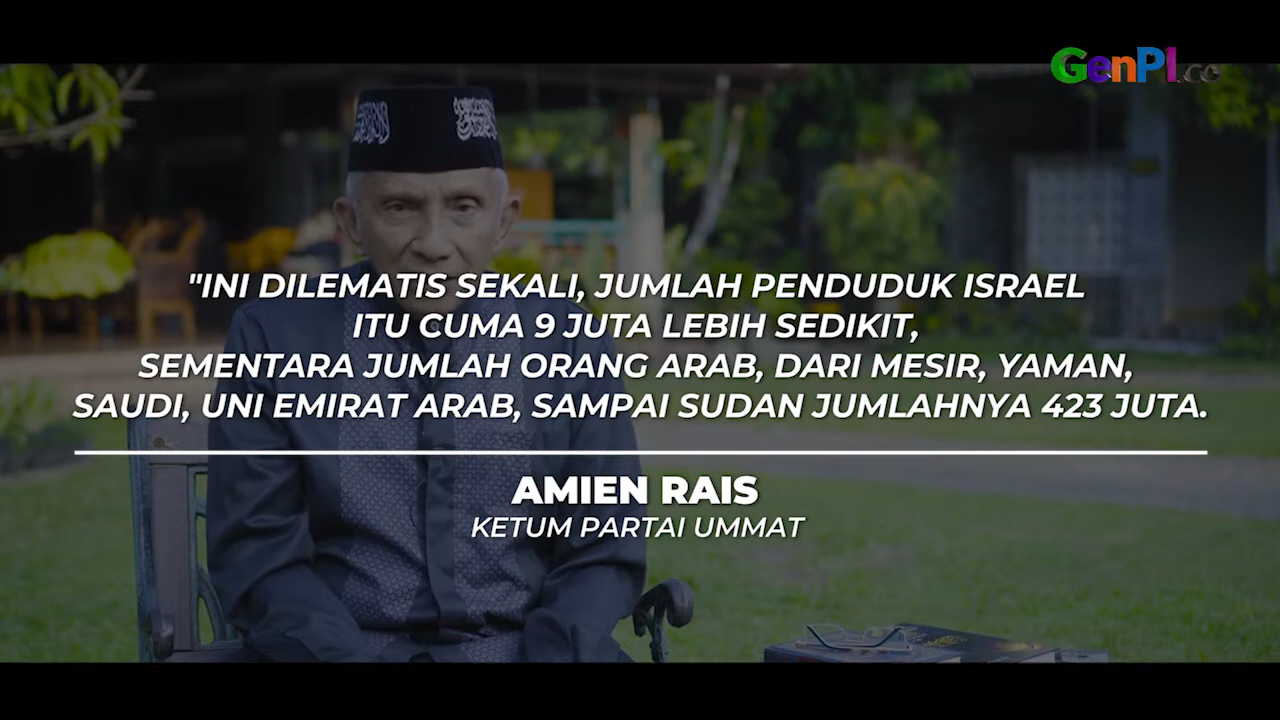 GenPI.co
"INI DILEMATIS SEKALI, JUMLAH PENDUDUK ISRAEL
ITU CUMA 9 JUTA LEBIH SEDIKIT,
SEMENTARA JUMLAH ORANG ARAB, DARI MESIR, YAMAN,
SAUDI, UNI EMIRAT ARAB, SAMPAI SUDAN JUMLAHNYA 423 JUTA.
AMIEN RAIS
KETUM PARTAI UMMAT